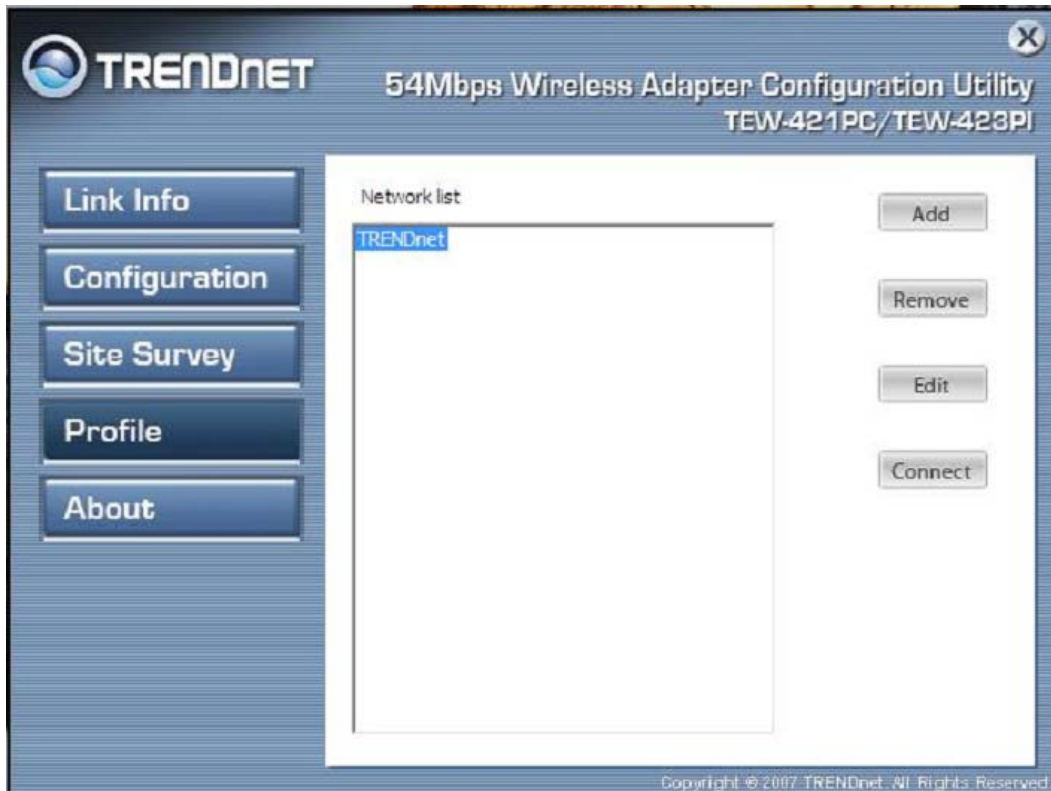 TRENDnet
54Mbps Wireless Adapter Configuration Utility
TEW-421PC/TEW-423PI
Link Info
Configuration
Site Survey
Profile
About
Network list
TRENDnet
Add
Remove
Edit
Connect
Copyright © 2007 TRENDnet. All Rights Reserved